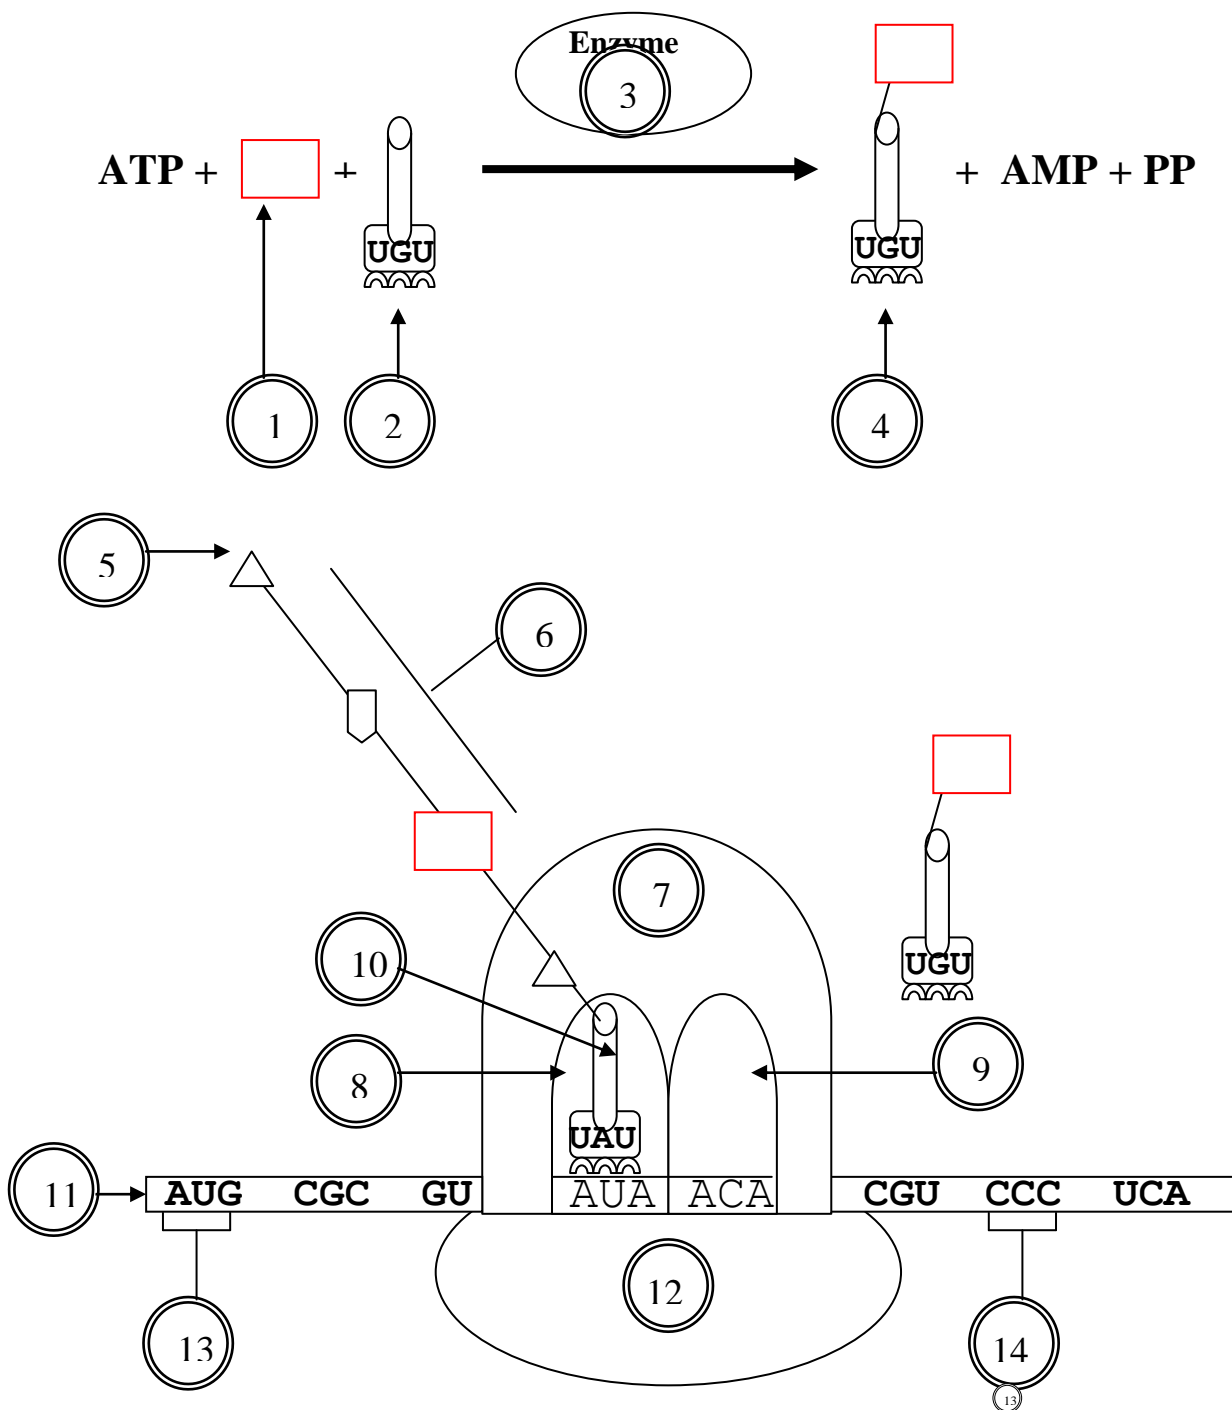 Enzyme
3
ATP + + + AMP + PP
UGU UGU
1 2 4
5
6
7
10
UGU
8 9
UAU
11 AUG CGC GU AUA ACA CGU CCC UCA
12
13 14
13